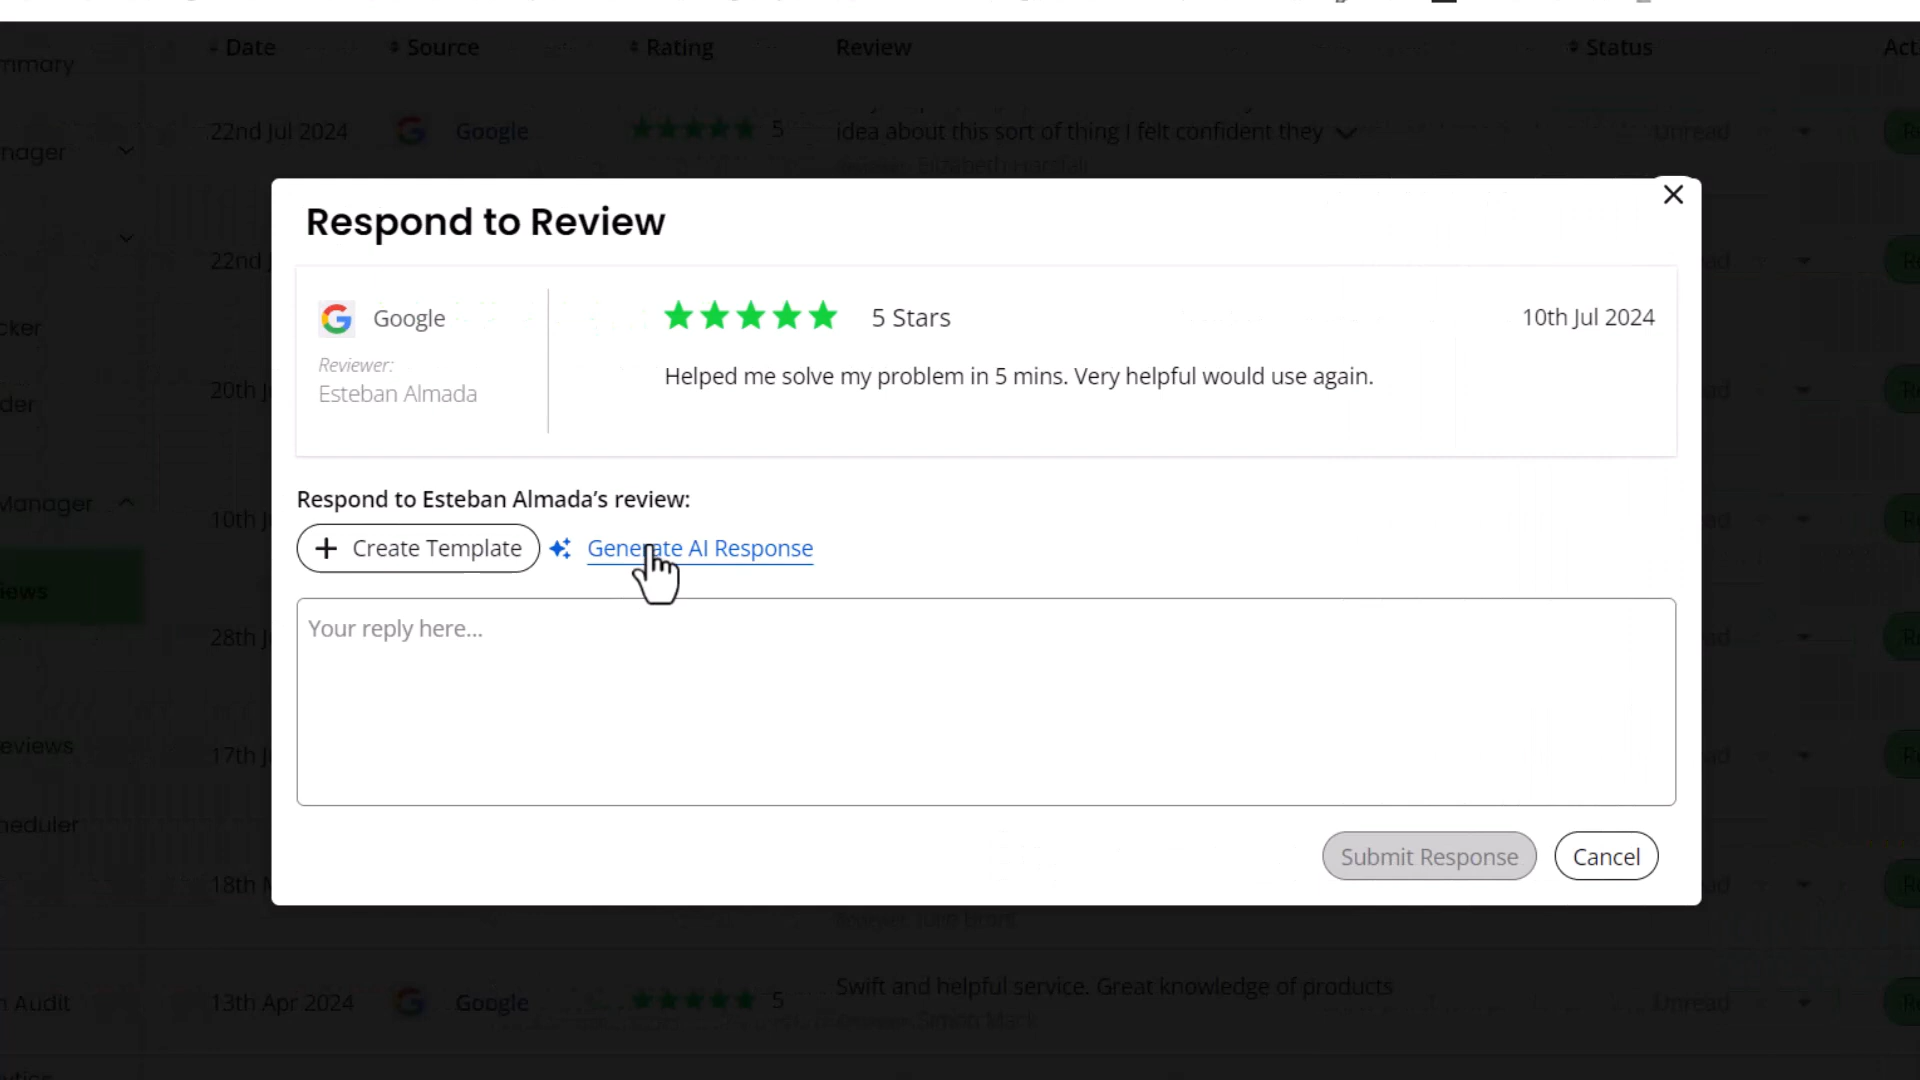 Date Source Rating Review Status
22nd Jul 2024 Google 5 idea about this sort of thing I felt confident they Unread
Respond to Review
Google
5 Stars
10th Jul 2024
Reviewer:
Esteban Almada
Helped me solve my problem in 5 mins. Very helpful would use again.
Respond to Esteban Almada’s review:
Create Template
Generate AI Response
Your reply here...
Submit Response
Cancel
Swift and helpful service. Great knowledge of products
Audit
13th Apr 2024 Google 5 Unread